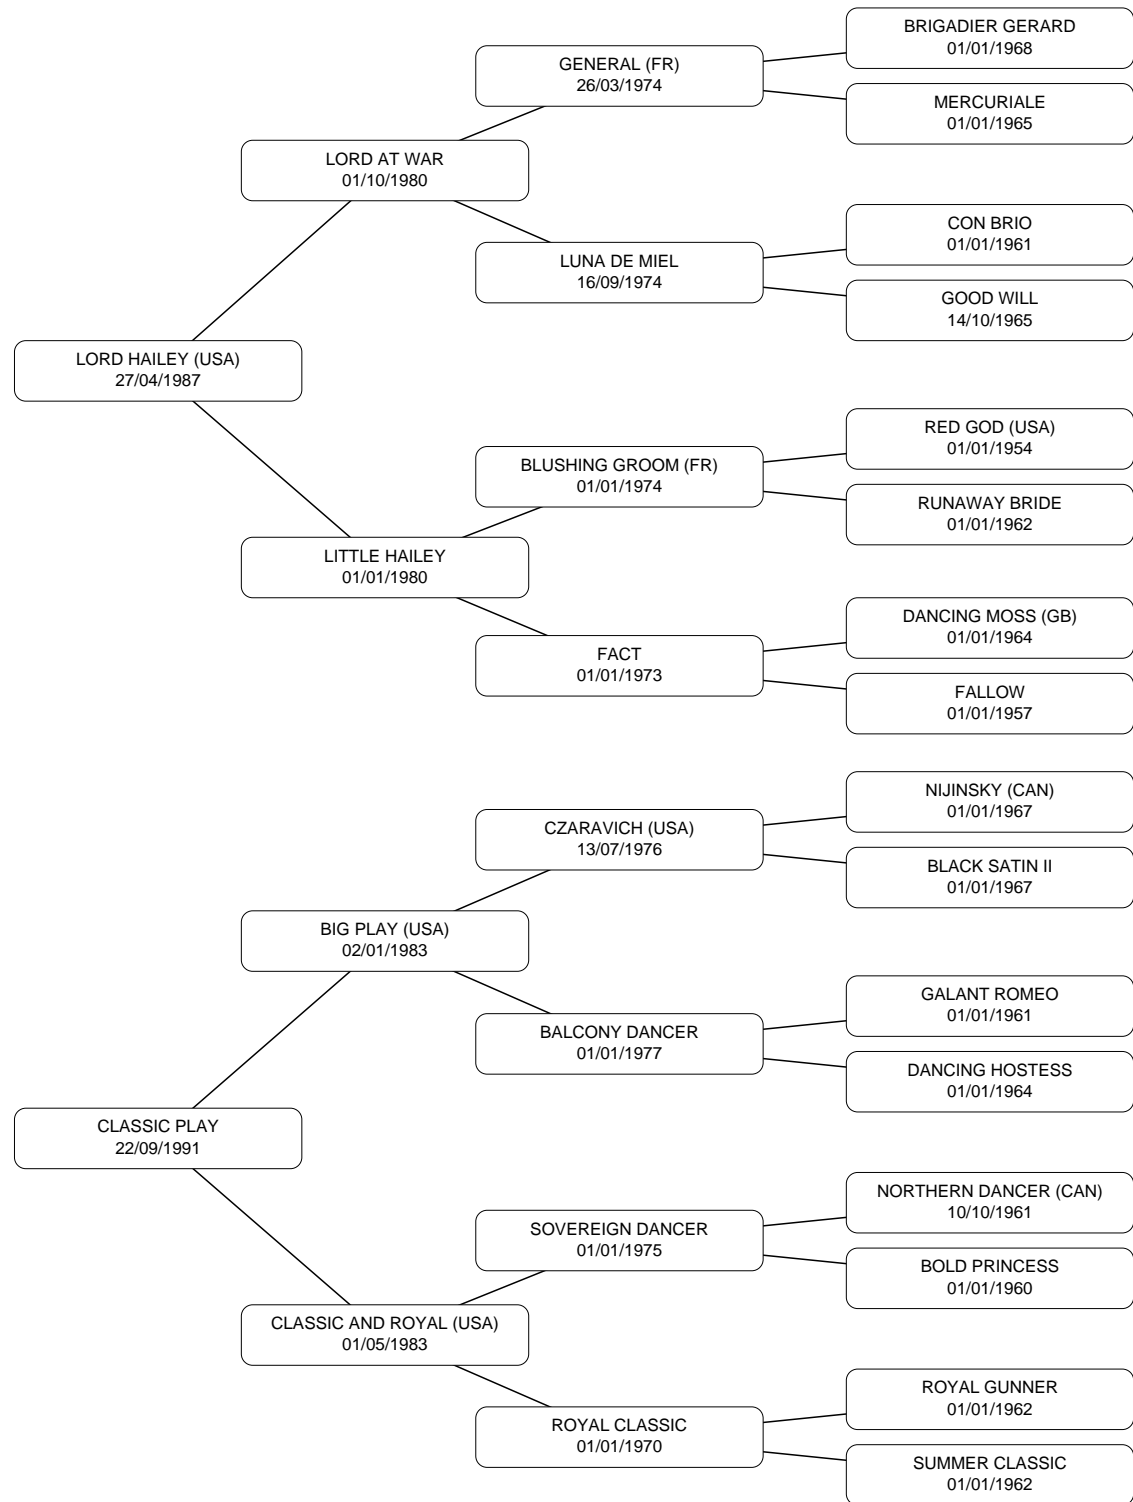 BRIGADIER GERARD
01/01/1968
GENERAL (FR)
26/03/1974
MERCURIALE
01/01/1965
LORD AT WAR
01/10/1980
CON BRIO
01/01/1961
LUNA DE MIEL
16/09/1974
GOOD WILL
14/10/1965
LORD HAILEY (USA)
27/04/1987
RED GOD (USA)
01/01/1954
BLUSHING GROOM (FR)
01/01/1974
RUNAWAY BRIDE
01/01/1962
LITTLE HAILEY
01/01/1980
DANCING MOSS (GB)
01/01/1964
FACT
01/01/1973
FALLOW
01/01/1957
NIJINSKY (CAN)
01/01/1967
CZARAVICH (USA)
13/07/1976
BLACK SATIN II
01/01/1967
BIG PLAY (USA)
02/01/1983
GALANT ROMEO
01/01/1961
BALCONY DANCER
01/01/1977
DANCING HOSTESS
01/01/1964
CLASSIC PLAY
22/09/1991
NORTHERN DANCER (CAN)
10/10/1961
SOVEREIGN DANCER
01/01/1975
BOLD PRINCESS
01/01/1960
CLASSIC AND ROYAL (USA)
01/05/1983
ROYAL GUNNER
01/01/1962
ROYAL CLASSIC
01/01/1970
SUMMER CLASSIC
01/01/1962